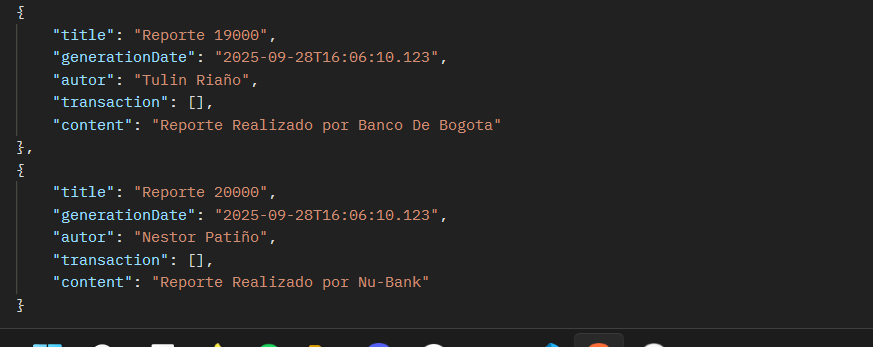 {
"title": "Reporte 19000",
"generationDate": "2025-09-28T16:06:10.123",
"autor": "Tulin Riaño",
"transaction": [],
"content": "Reporte Realizado por Banco De Bogota"
},
{
"title": "Reporte 20000",
"generationDate": "2025-09-28T16:06:10.123",
"autor": "Nestor Patiño",
"transaction": [],
"content": "Reporte Realizado por Nu-Bank"
}